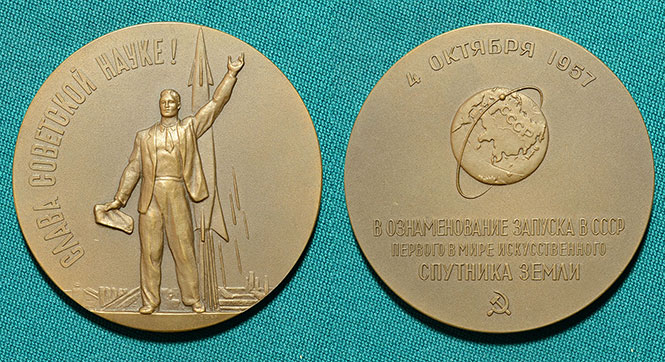 СЛАВА СОВЕТСКОЙ НАУКЕ!
4 ОКТЯБРЯ 1957
СССР
В ОЗНАМЕНОВАНИЕ ЗАПУСКА В СССР
ПЕРВОГО В МИРЕ ИСКУССТВЕННОГО
СПУТНИКА ЗЕМЛИ